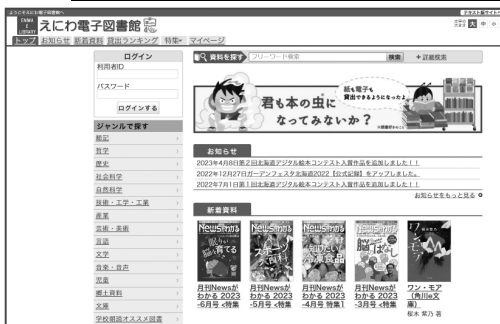 ようこそえにわ電子図書館へ
テキスト版サイトへ
ENIWA
E
LIBRARY
えにわ電子図書館
大 中 小
トップ お知らせ 新着資料 貸出ランキング 特集 マイページ
ログイン
利用者ID
パスワード
ログインする
ジャンルで探す
総記
哲学
歴史
社会科学
自然科学
技術・工学・工業
産業
芸術・美術
言語
文学
音楽・音声
児童
郷土資料
文庫
学校朝読オススメ図書
資料を探す フリーワード検索 検索 +詳細検索
紙も電子も
貸出できるようになったよ
君も本の虫に
なってみないか?
お知らせ
2023年4月8日第2回北海道デジタル絵本コンテスト入賞作品を追加しました!!
2022年12月27日ガーデンフェスタ北海道2022【公式記録】をアップしました。
2022年7月1日第1回北海道デジタル絵本コンテスト入賞作品を追加しました!!
お知らせをもっと見る
新着資料
月刊Newsが
わかる 2023
-6月号 <特集
月刊Newsが
わかる 2023
-5月号 <特集
月刊Newsが
わかる 2023
-4月号 特集1
月刊Newsが
わかる 2023
-3月号 <特集
ワン・モア
(角川e文
庫)
桜木 紫乃 著